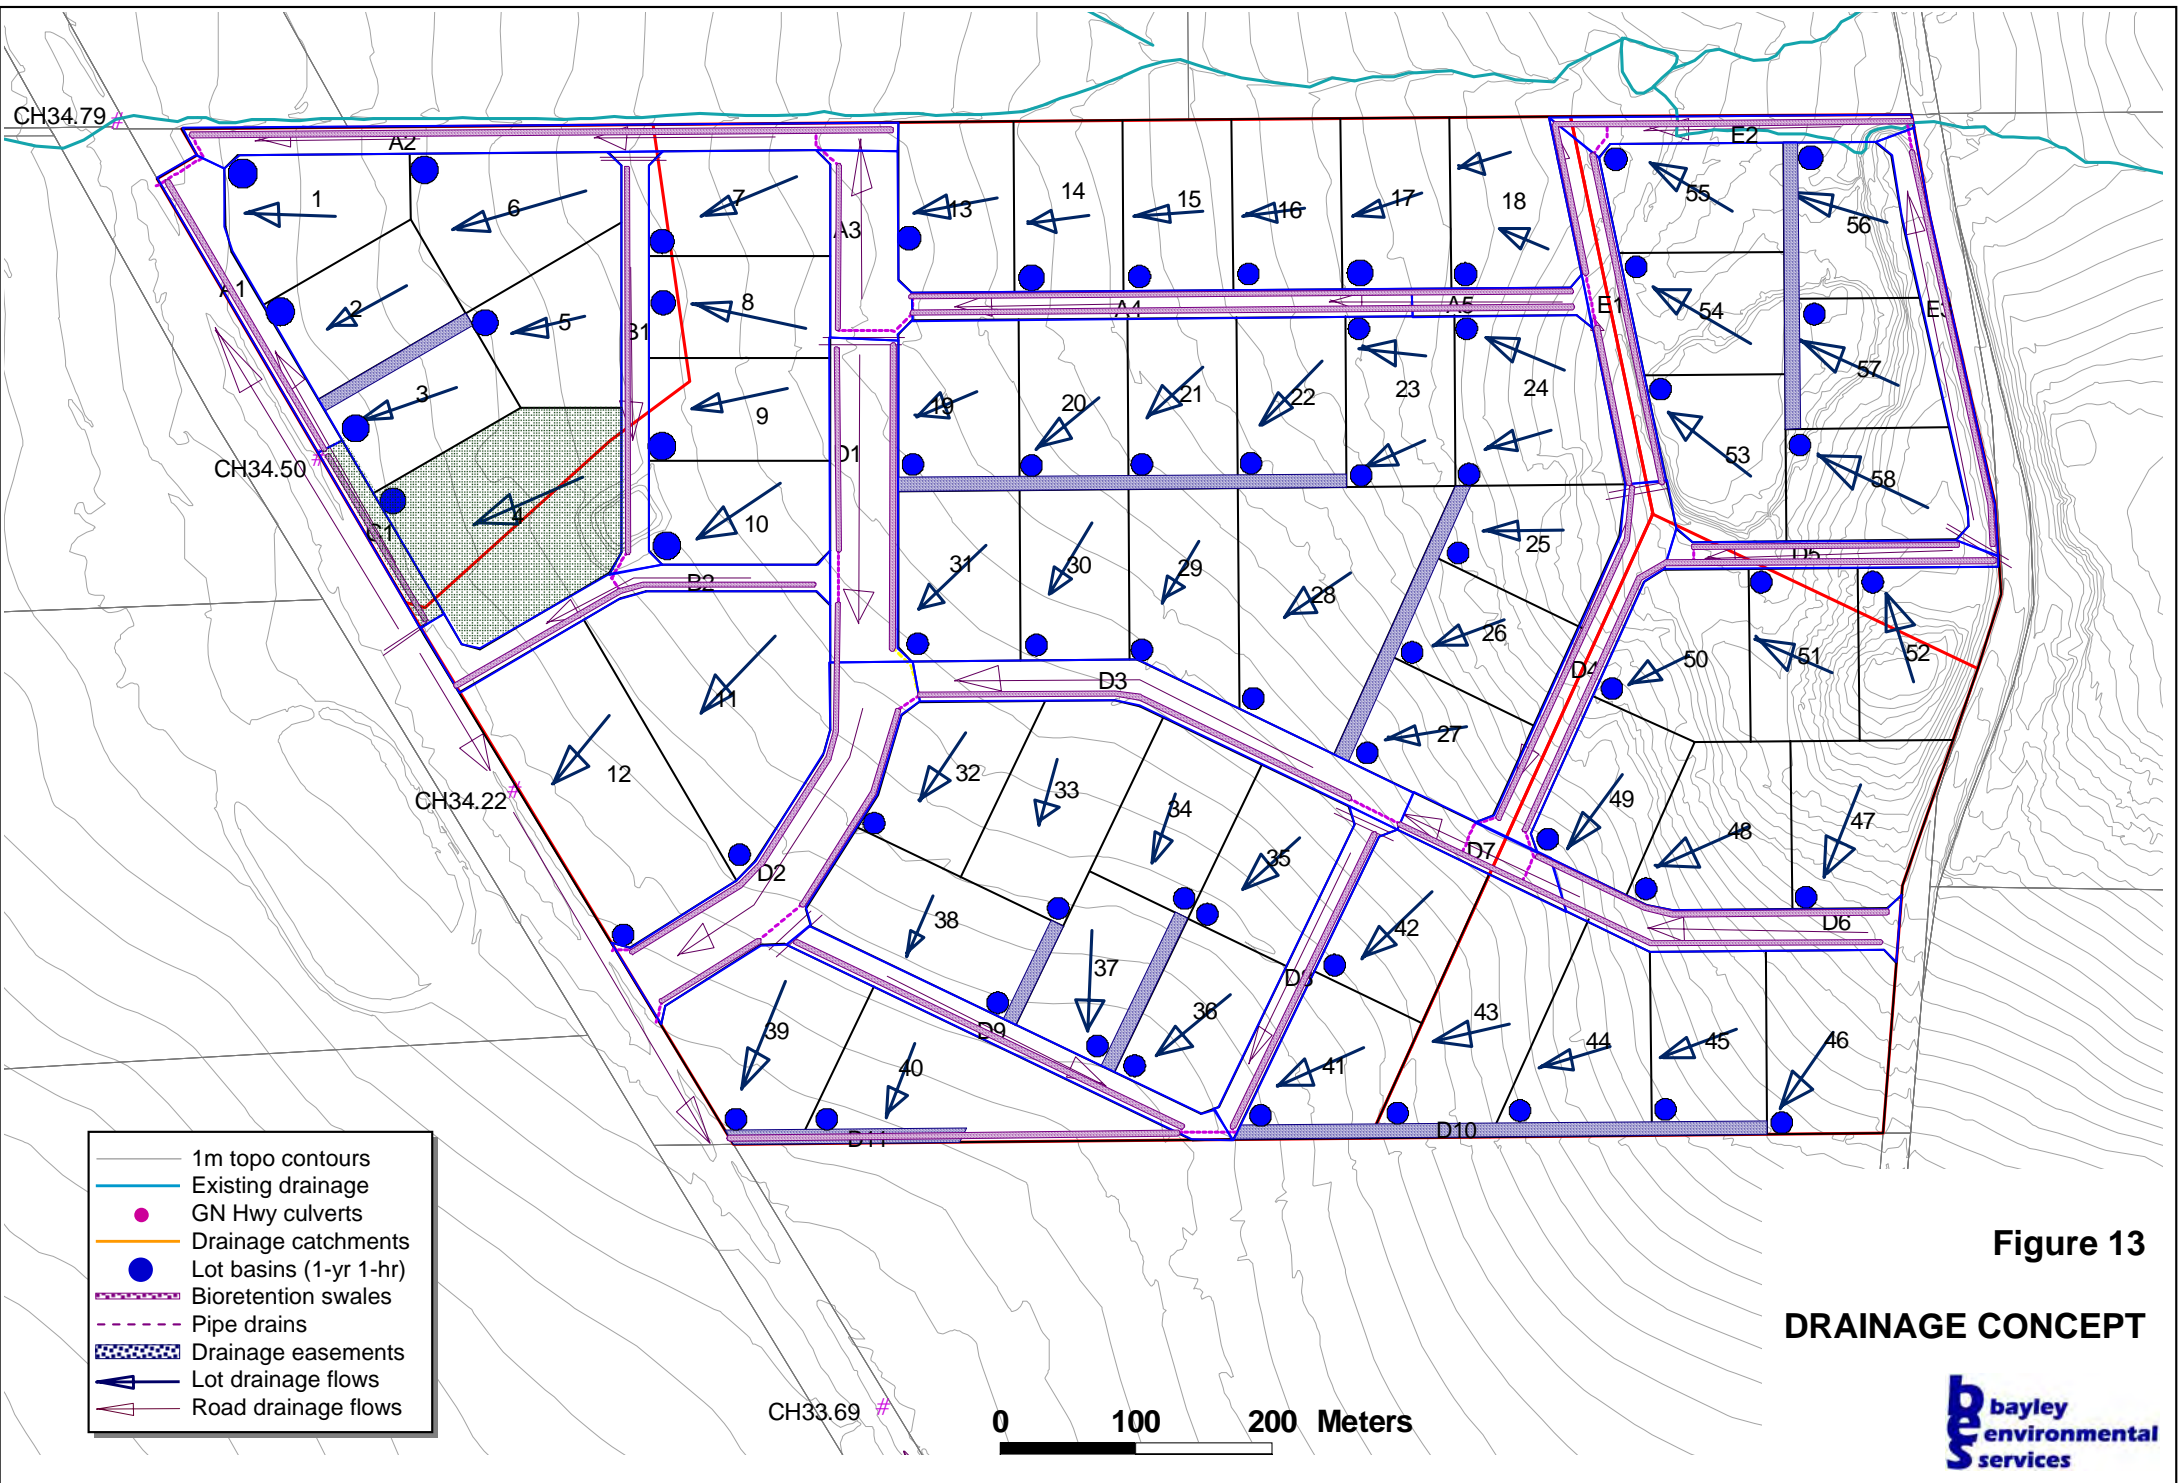 CH34.79 #
A2
E2
1
6
7
13
14
15
16
17
18
55
56
A3
A1
2
5
B1
8
A4
A5
E1
54
E3
57
3
9
19
20
21
22
23
24
53
58
CH34.50 #
D1
4
C1
10
25
D5
31
30
29
28
B2
26
D4
50
51
52
11
D3
27
12
32
33
34
35
49
48
47
CH34.22 #
D7
D2
38
42
D6
37
D8
36
43
44
45
46
39
D9
40
41
D11
D10
1m topo contours
Existing drainage
GN Hwy culverts
Drainage catchments
Lot basins (1-yr 1-hr)
Bioretention swales
Pipe drains
Drainage easements
Lot drainage flows
Road drainage flows
CH33.69 #
0 100 200 Meters
Figure 13
DRAINAGE CONCEPT
bes
bayley
environmental
services